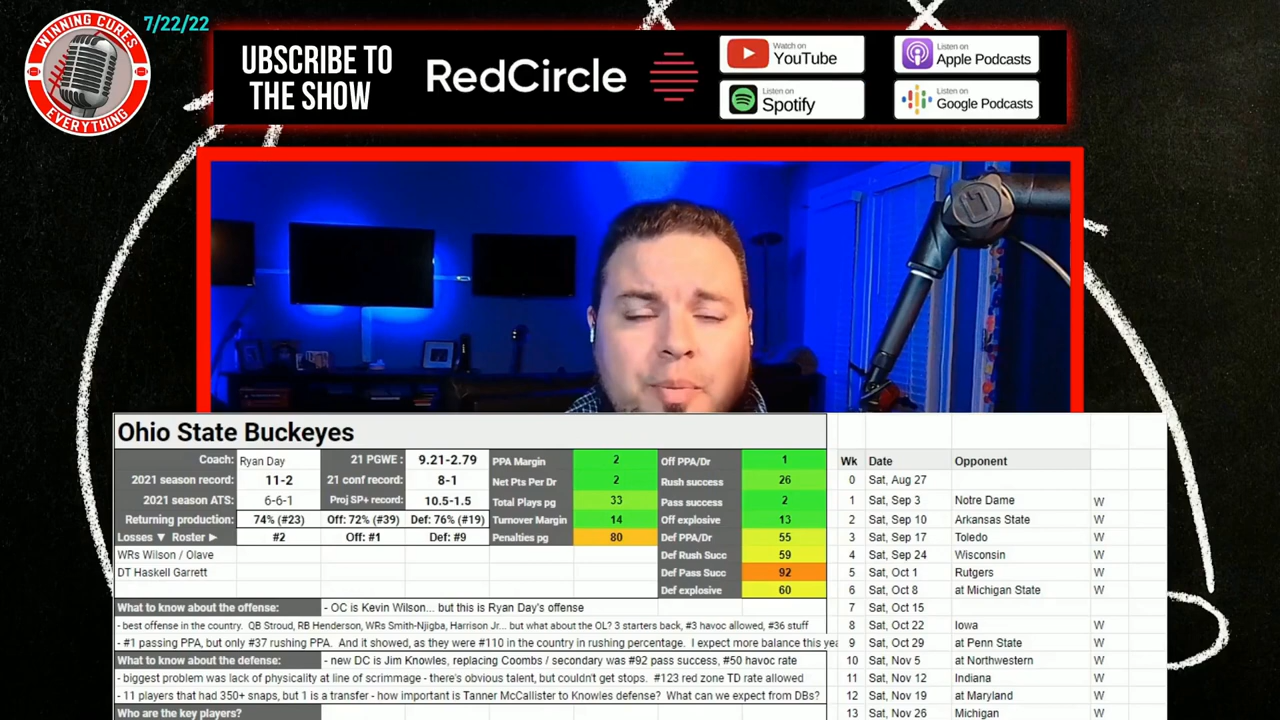 WINNING CURES
EVERYTHING
7/22/22
UBSCRIBE TO
THE SHOW
RedCircle
Watch on
YouTube
Listen on
Spotify
Listen on
Apple Podcasts
Listen on
Google Podcasts
Ohio State Buckeyes
Coach: Ryan Day 21 PGWE : 9.21-2.79 PPA Margin 2 Off PPA/Dr 1
2021 season record: 11-2 21 conf record: 8-1 Net Pts Per Dr 2 Rush success 26
2021 season ATS: 6-6-1 Proj SP+ record: 10.5-1.5 Total Plays pg 33 Pass success 2
Returning production: 74% (#23) Off: 72% (#39) Def: 76% (#19) Turnover Margin 14 Off explosive 13
Losses ▼ Roster ► #2 Off: #1 Def: #9 Penalties pg 80 Def PPA/Dr 55
WRs Wilson / Olave Def Rush Succ 59
DT Haskell Garrett Def Pass Succ 92
Def explosive 60
What to know about the offense: - OC is Kevin Wilson... but this is Ryan Day's offense
- best offense in the country. QB Stroud, RB Henderson, WRs Smith-Njigba, Harrison Jr... but what about the OL? 3 starters back, #3 havoc allowed, #36 stuff
- #1 passing PPA, but only #37 rushing PPA. And it showed, as they were #110 in the country in rushing percentage. I expect more balance this yea
What to know about the defense: - new DC is Jim Knowles, replacing Coombs / secondary was #92 pass success, #50 havoc rate
- biggest problem was lack of physicality at line of scrimmage - there's obvious talent, but couldn't get stops. #123 red zone TD rate allowed
- 11 players that had 350+ snaps, but 1 is a transfer - how important is Tanner McCallister to Knowles defense? What can we expect from DBs?
Who are the key players?
Wk Date Opponent
0 Sat, Aug 27
1 Sat, Sep 3 Notre Dame W
2 Sat, Sep 10 Arkansas State W
3 Sat, Sep 17 Toledo W
4 Sat, Sep 24 Wisconsin W
5 Sat, Oct 1 Rutgers W
6 Sat, Oct 8 at Michigan State W
7 Sat, Oct 15
8 Sat, Oct 22 Iowa W
9 Sat, Oct 29 at Penn State W
10 Sat, Nov 5 at Northwestern W
11 Sat, Nov 12 Indiana W
12 Sat, Nov 19 at Maryland W
13 Sat, Nov 26 Michigan W